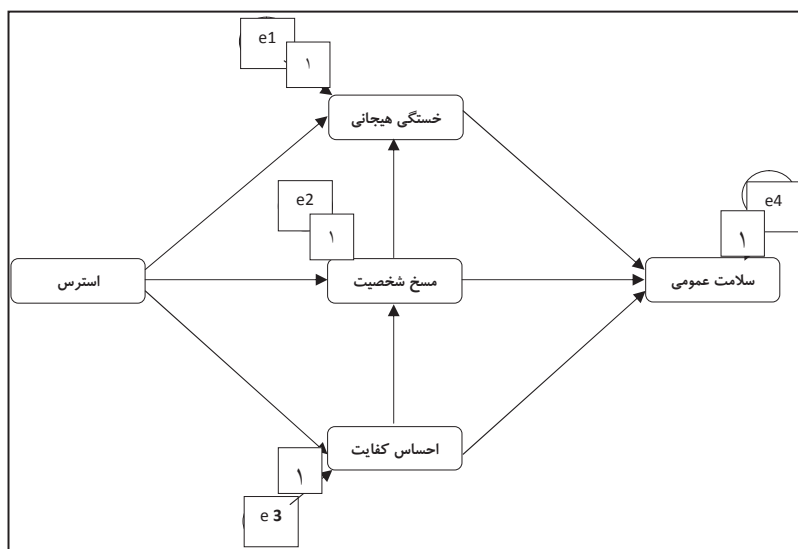 e1
۱
خستگی هیجانی
e2
۱
e4
۱
استرس
مسخ شخصیت
سلامت عمومی
احساس کفایت
۱
e 3